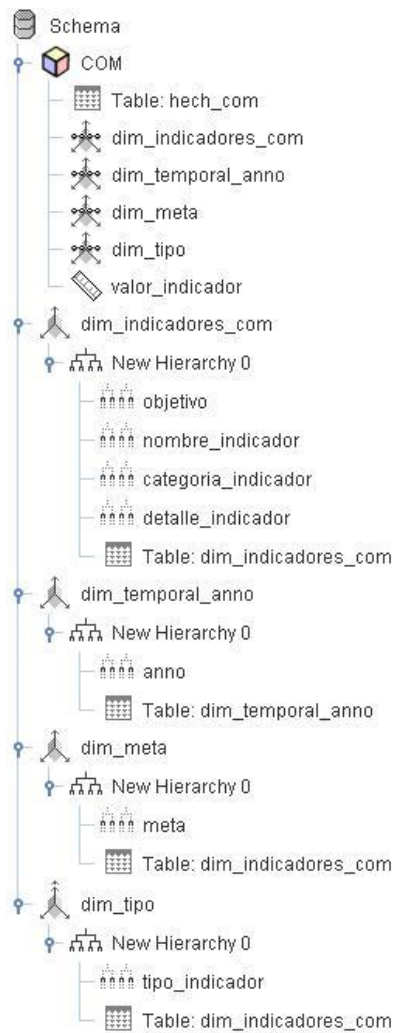 Schema
COM
Table: hech_com
dim_indicadores_com
dim_temporal_anno
dim_meta
dim_tipo
valor_indicador
dim_indicadores_com
New Hierarchy 0
objetivo
nombre_indicador
categoria_indicador
detalle_indicador
Table: dim_indicadores_com
dim_temporal_anno
New Hierarchy 0
anno
Table: dim_temporal_anno
dim_meta
New Hierarchy 0
meta
Table: dim_indicadores_com
dim_tipo
New Hierarchy 0
tipo_indicador
Table: dim_indicadores_com